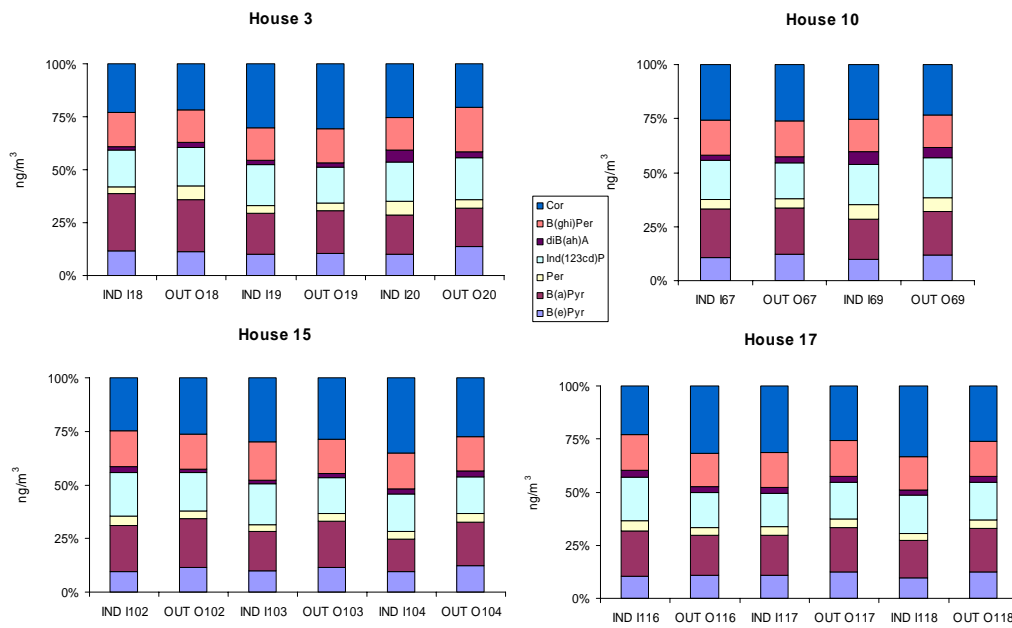 House 3
100%
75%
50%
25%
0%
ng/m³
IND I18 OUT O18 IND I19 OUT O19 IND I20 OUT O20
House 10
100%
75%
50%
25%
0%
ng/m³
IND I67 OUT O67 IND I69 OUT O69
Cor
B(ghi)Per
diB(ah)A
Ind(123cd)P
Per
B(a)Pyr
B(e)Pyr
House 15
100%
75%
50%
25%
0%
ng/m³
IND I102 OUT O102 IND I103 OUT O103 IND I104 OUT O104
House 17
100%
75%
50%
25%
0%
ng/m³
IND I116 OUT O116 IND I117 OUT O117 IND I118 OUT O118